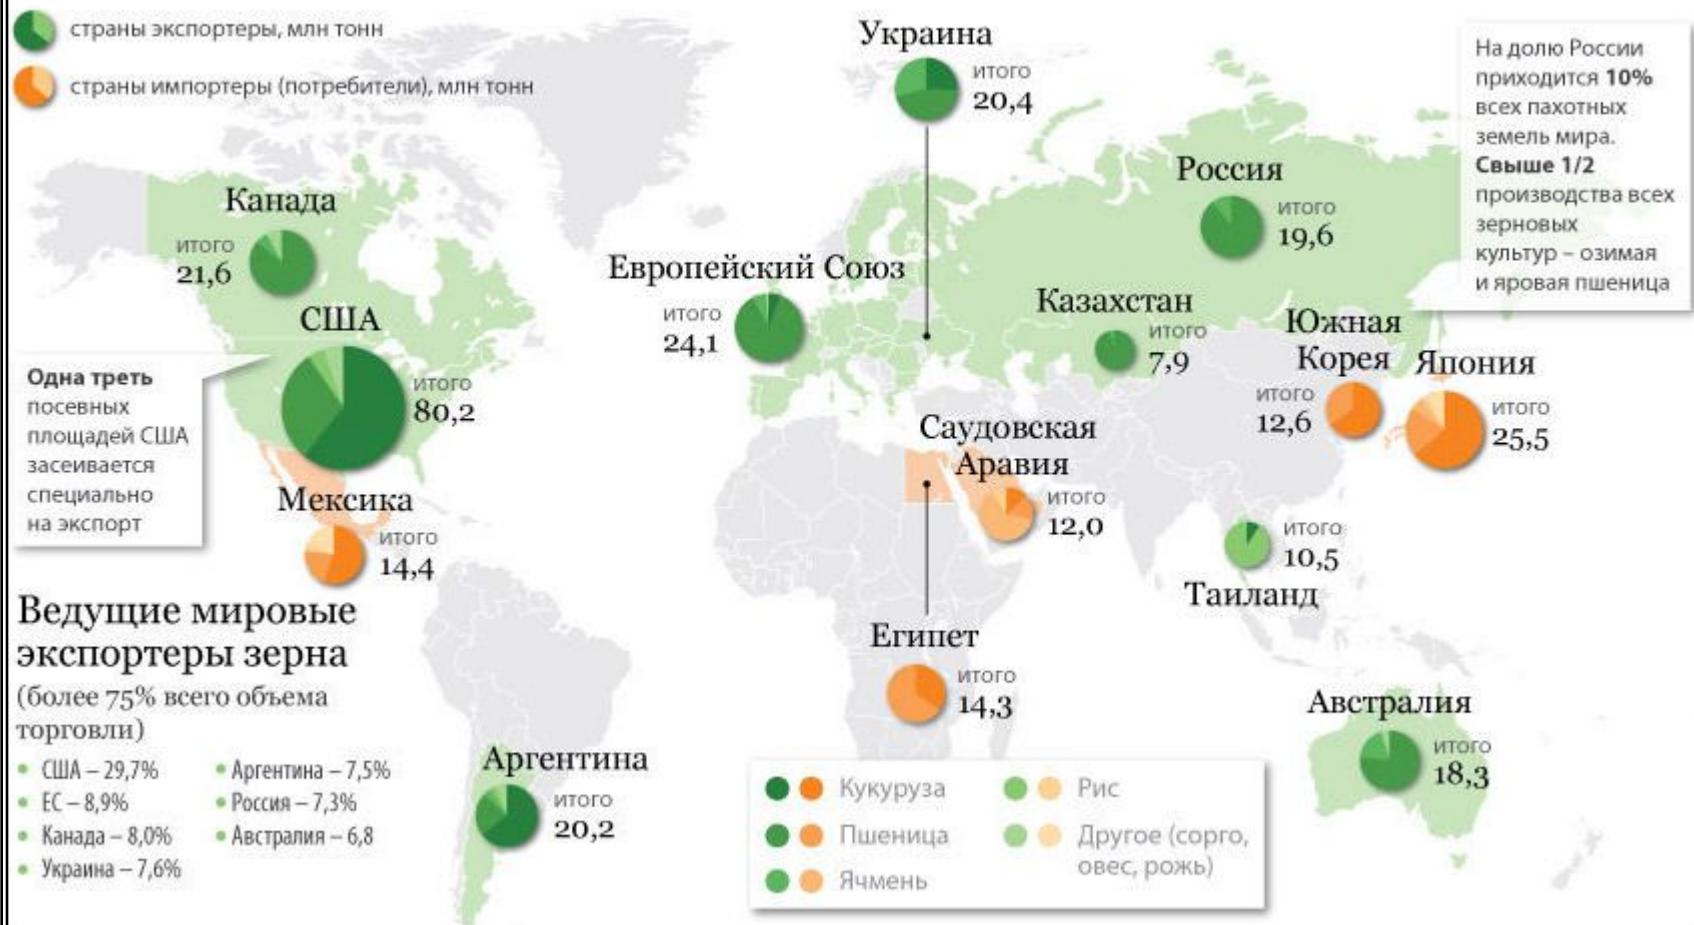 страны экспортеры, млн тонн
страны импортеры (потребители), млн тонн
Украина
итого
20,4
На долю России
приходится 10%
всех пахотных
земель мира.
Свыше 1/2
производства всех
зерновых
культур – озимая
и яровая пшеница
Россия
итого
19,6
Канада
итого
21,6
Европейский Союз
итого
24,1
Казахстан
итого
7,9
США
итого
80,2
Южная
Корея
итого
12,6
Япония
итого
25,5
Одна треть
посевных
площадей США
засеивается
специально
на экспорт
Саудовская
Аравия
итого
12,0
Мексика
итого
14,4
итого
10,5
Таиланд
Египет
итого
14,3
Австралия
итого
18,3
Аргентина
итого
20,2
Ведущие мировые
экспортеры зерна
(более 75% всего объема
торговли)
• США – 29,7%
• ЕС – 8,9%
• Канада – 8,0%
• Украина – 7,6%
• Аргентина – 7,5%
• Россия – 7,3%
• Австралия – 6,8
Кукуруза
Пшеница
Ячмень
Рис
Другое (сорго,
овес, рожь)